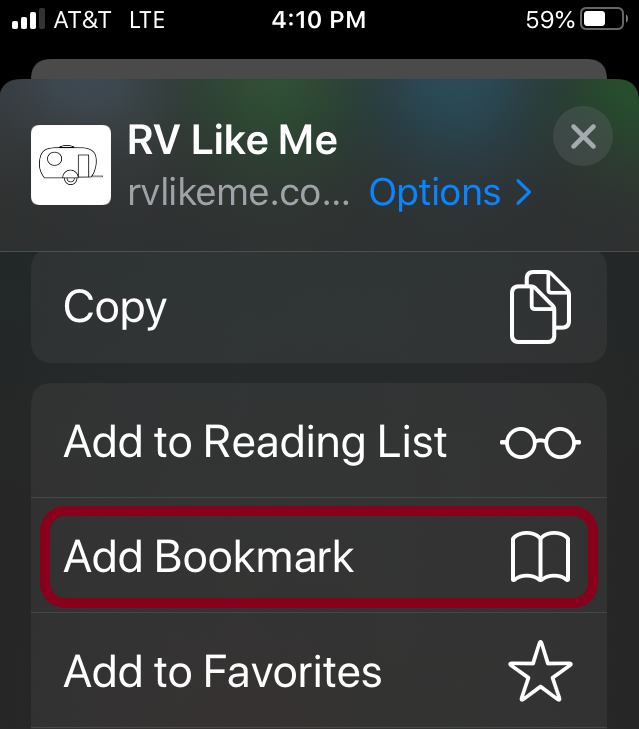 AT&T LTE 4:10 PM 59%
RV Like Me
rvlikeme.co... Options
Copy
Add to Reading List
Add Bookmark
Add to Favorites